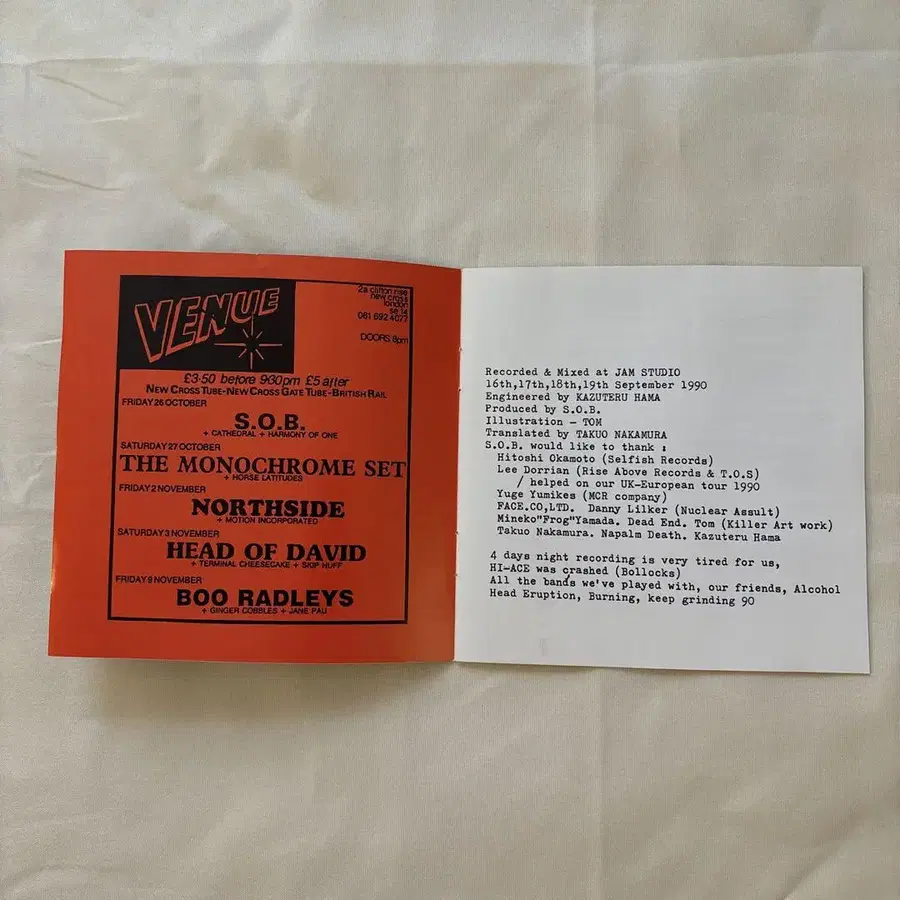 VENUE
2a clifton rise
new cross
london
se 14
081 692 4077
DOORS 8pm
£3·50 before 9·30pm £5 after
NEW CROSS TUBE-NEW CROSS GATE TUBE-BRITISH RAIL
FRIDAY 26 OCTOBER
S.O.B.
+ CATHEDRAL + HARMONY OF ONE
SATURDAY 27 OCTOBER
THE MONOCHROME SET
+ HORSE LATITUDES
FRIDAY 2 NOVEMBER
NORTHSIDE
+ MOTION INCORPORATED
SATURDAY 3 NOVEMBER
HEAD OF DAVID
+ TERMINAL CHEESECAKE + SKIP HUFF
FRIDAY 9 NOVEMBER
BOO RADLEYS
+ GINGER COBBLES + JANE PAU
Recorded & Mixed at JAM STUDIO
16th,17th,18th,19th September 1990
Engineered by KAZUTERU HAMA
Produced by S.O.B.
Illustration - TOM
Translated by TAKUO NAKAMURA
S.O.B. would like to thank :
Hitoshi Okamoto (Selfish Records)
Lee Dorrian (Rise Above Records & T.O.S)
/ helped on our UK-European tour 1990
Yuge Yumikes (MCR company)
FACE.CO,LTD. Danny Lilker (Nuclear Assult)
Mineko"Frog"Yamada. Dead End. Tom (Killer Art work)
Takuo Nakamura. Napalm Death. Kazuteru Hama
4 days night recording is very tired for us,
HI-ACE was crashed (Bollocks)
All the bands we've played with, our friends, Alcohol
Head Eruption, Burning, keep grinding 90